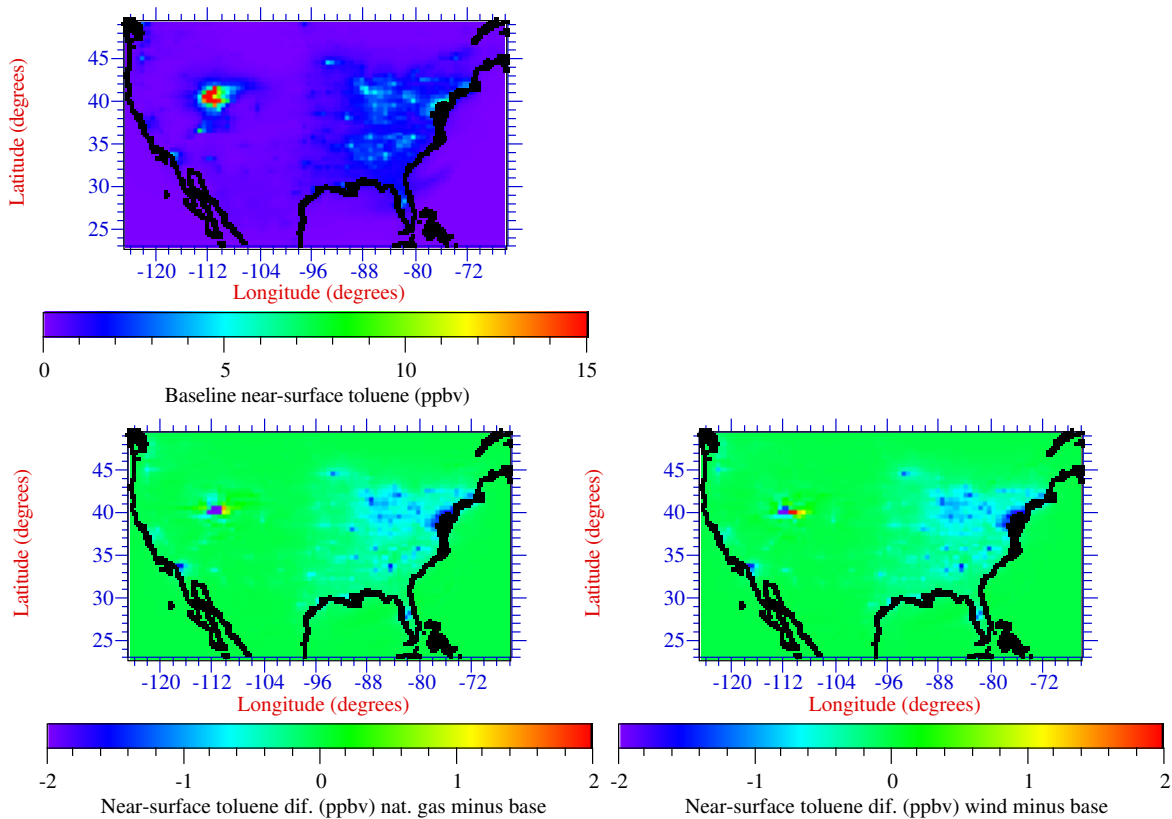 Latitude (degrees)
45
40
35
30
25
-120 -112 -104 -96 -88 -80 -72
Longitude (degrees)
0 5 10 15
Baseline near-surface toluene (ppbv)
Latitude (degrees)
45
40
35
30
25
-120 -112 -104 -96 -88 -80 -72
Longitude (degrees)
-2 -1 0 1 2
Near-surface toluene dif. (ppbv) nat. gas minus base
Latitude (degrees)
45
40
35
30
25
-120 -112 -104 -96 -88 -80 -72
Longitude (degrees)
-2 -1 0 1 2
Near-surface toluene dif. (ppbv) wind minus base